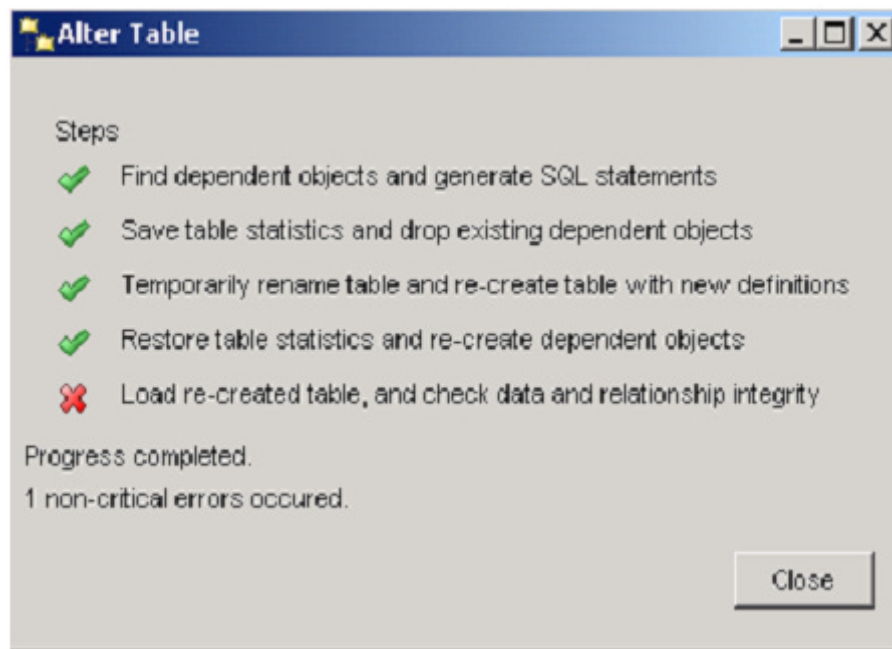 Alter Table
Steps
Find dependent objects and generate SQL statements
Save table statistics and drop existing dependent objects
Temporarily rename table and re-create table with new definitions
Restore table statistics and re-create dependent objects
Load re-created table, and check data and relationship integrity
Progress completed.
1 non-critical errors occured.
Close